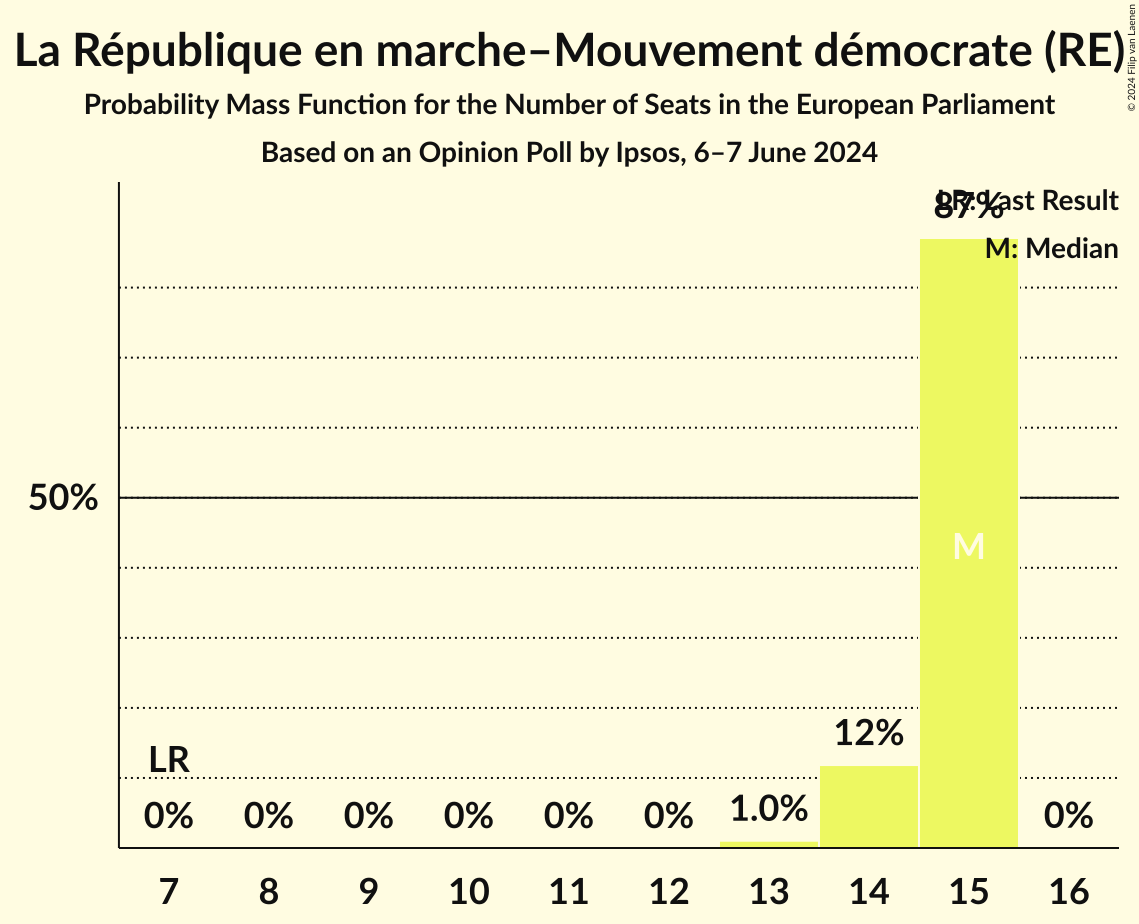 La République en marche–Mouvement démocrate (RE)
Probability Mass Function for the Number of Seats in the European Parliament
Based on an Opinion Poll by Ipsos, 6–7 June 2024
© 2024 Filip van Laenen
LR: Last Result
M: Median
87%
50%
M
12%
LR
0% 0% 0% 0% 0% 0% 1.0% 0%
7 8 9 10 11 12 13 14 15 16